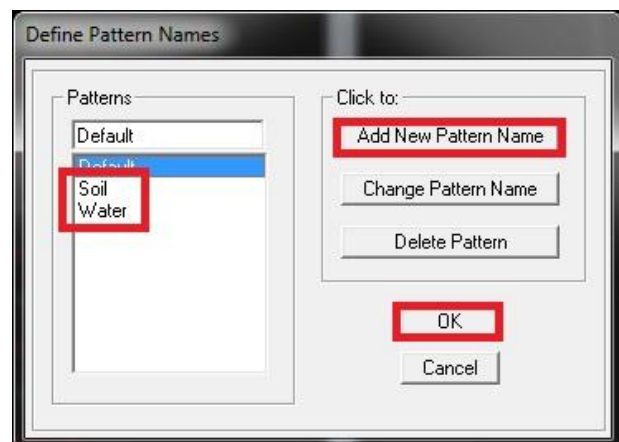 Define Pattern Names
Patterns
Default
Default
Soil
Water
Click to:
Add New Pattern Name
Change Pattern Name
Delete Pattern
OK
Cancel